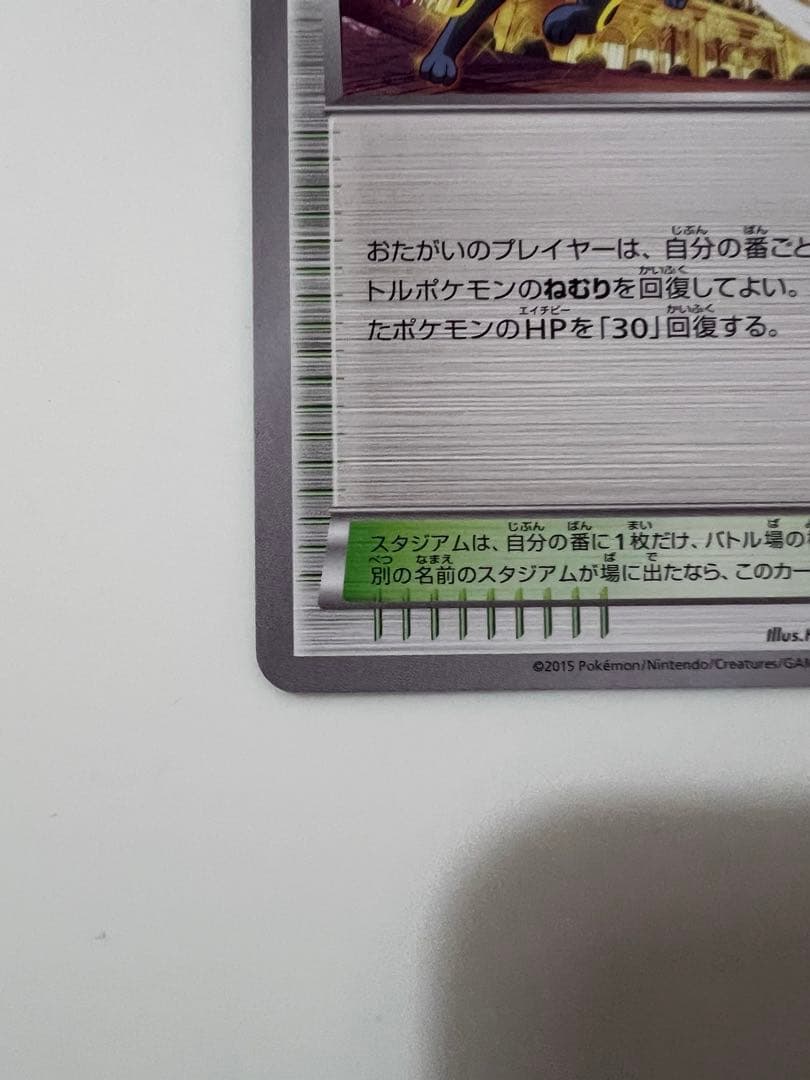 おたがいのプレイヤーは、自分の番ごと
トルポケモンのねむりを回復してよい。
たポケモンのHPを「30」回復する。
スタジアムは、自分の番に1枚だけ、バトル場の
別の名前のスタジアムが場に出たなら、このカー
Illus.
©2015 Pokémon/Nintendo/Creatures/GAM